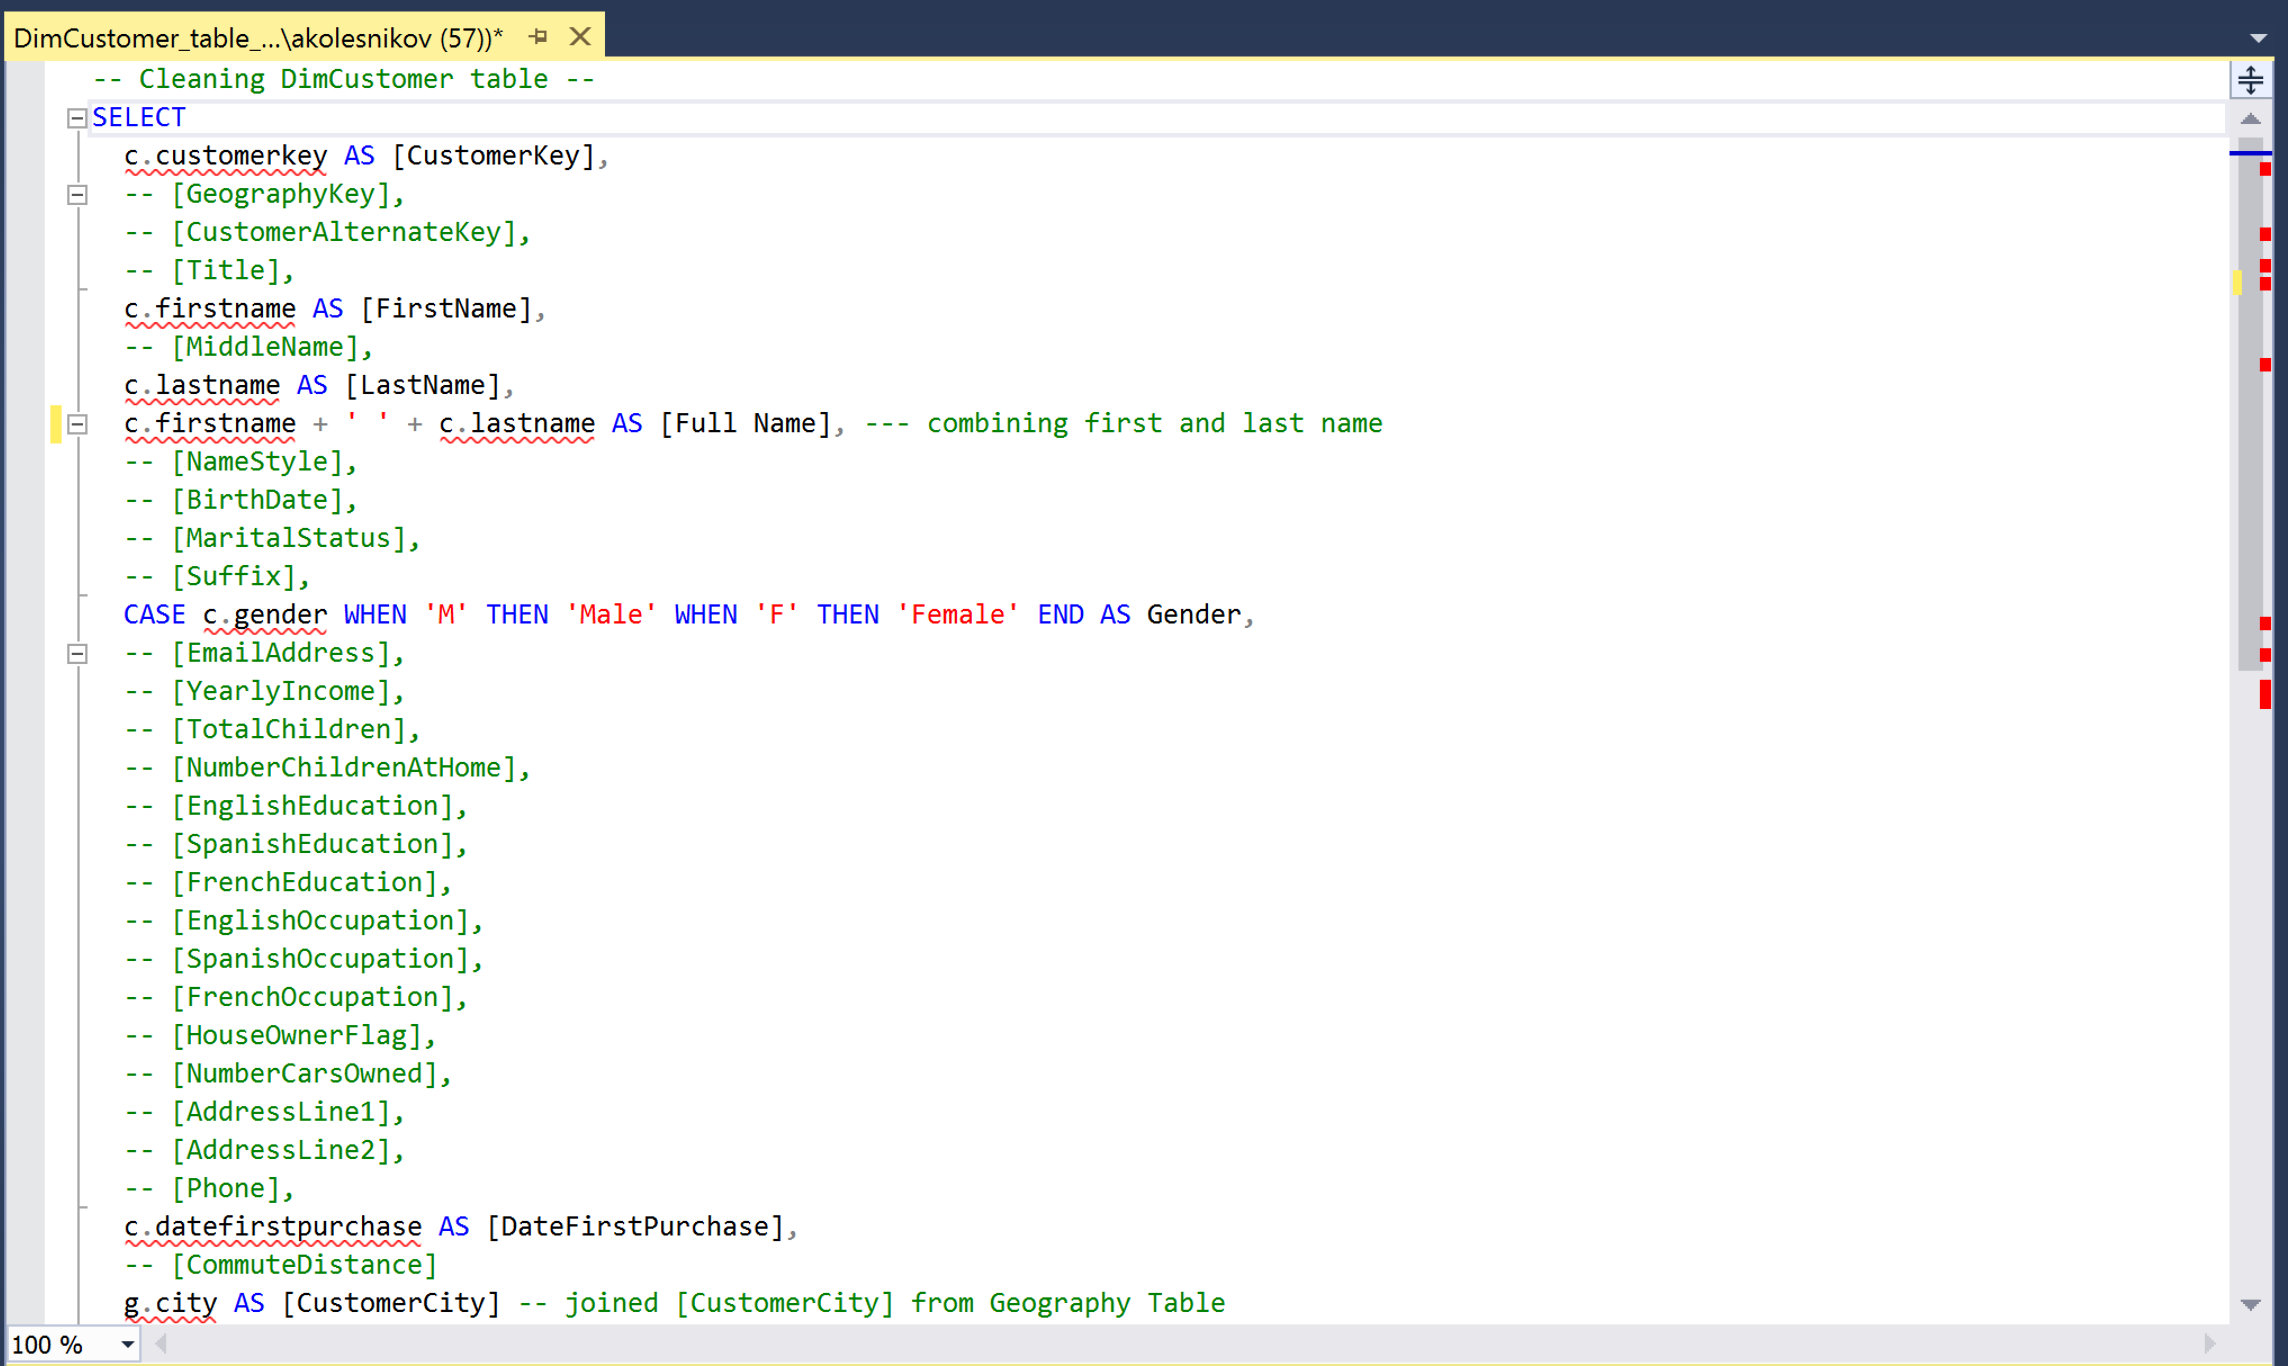 DimCustomer_table_...\akolesnikov (57))*
-- Cleaning DimCustomer table --
SELECT
c.customerkey AS [CustomerKey],
-- [GeographyKey],
-- [CustomerAlternateKey],
-- [Title],
c.firstname AS [FirstName],
-- [MiddleName],
c.lastname AS [LastName],
c.firstname + ' ' + c.lastname AS [Full Name], --- combining first and last name
-- [NameStyle],
-- [BirthDate],
-- [MaritalStatus],
-- [Suffix],
CASE c.gender WHEN 'M' THEN 'Male' WHEN 'F' THEN 'Female' END AS Gender,
-- [EmailAddress],
-- [YearlyIncome],
-- [TotalChildren],
-- [NumberChildrenAtHome],
-- [EnglishEducation],
-- [SpanishEducation],
-- [FrenchEducation],
-- [EnglishOccupation],
-- [SpanishOccupation],
-- [FrenchOccupation],
-- [HouseOwnerFlag],
-- [NumberCarsOwned],
-- [AddressLine1],
-- [AddressLine2],
-- [Phone],
c.datefirstpurchase AS [DateFirstPurchase],
-- [CommuteDistance]
g.city AS [CustomerCity] -- joined [CustomerCity] from Geography Table
100 %